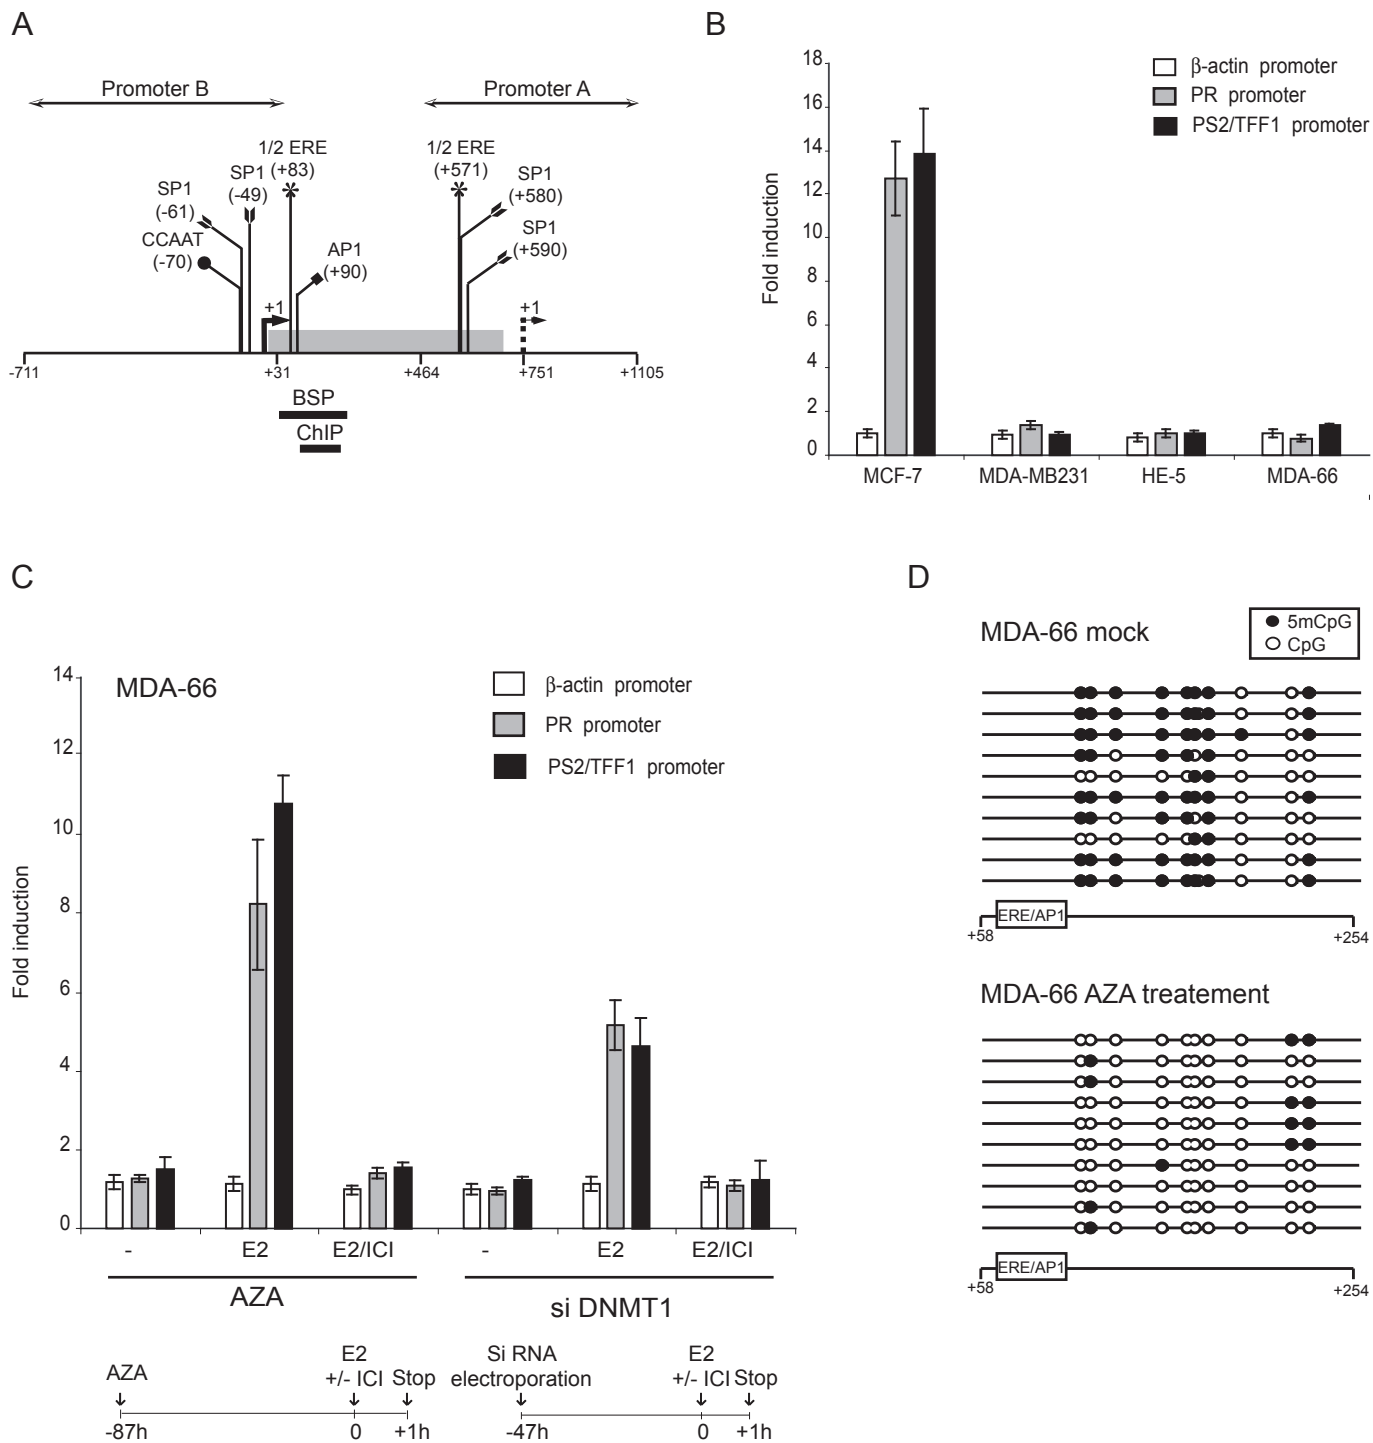 A
Promoter B
Promoter A
1/2 ERE
(+83)
1/2 ERE
(+571)
SP1
(-49)
SP1
(-61)
SP1
(+580)
SP1
(+590)
CCAAT
(-70)
AP1
(+90)
+1
+1
-711
+31
+464
+751
+1105
BSP
ChIP
B
18
16
14
12
10
8
6
4
2
0
Fold induction
β-actin promoter
PR promoter
PS2/TFF1 promoter
MCF-7
MDA-MB231
HE-5
MDA-66
C
14
12
10
8
6
4
2
0
Fold induction
MDA-66
β-actin promoter
PR promoter
PS2/TFF1 promoter
-
E2
E2/ICI
-
E2
E2/ICI
AZA
si DNMT1
AZA
E2
+/- ICI
Stop
-87h
0
+1h
Si RNA
electroporation
E2
+/- ICI
Stop
-47h
0
+1h
D
MDA-66 mock
5mCpG
CpG
ERE/AP1
+58
+254
MDA-66 AZA treatement
ERE/AP1
+58
+254